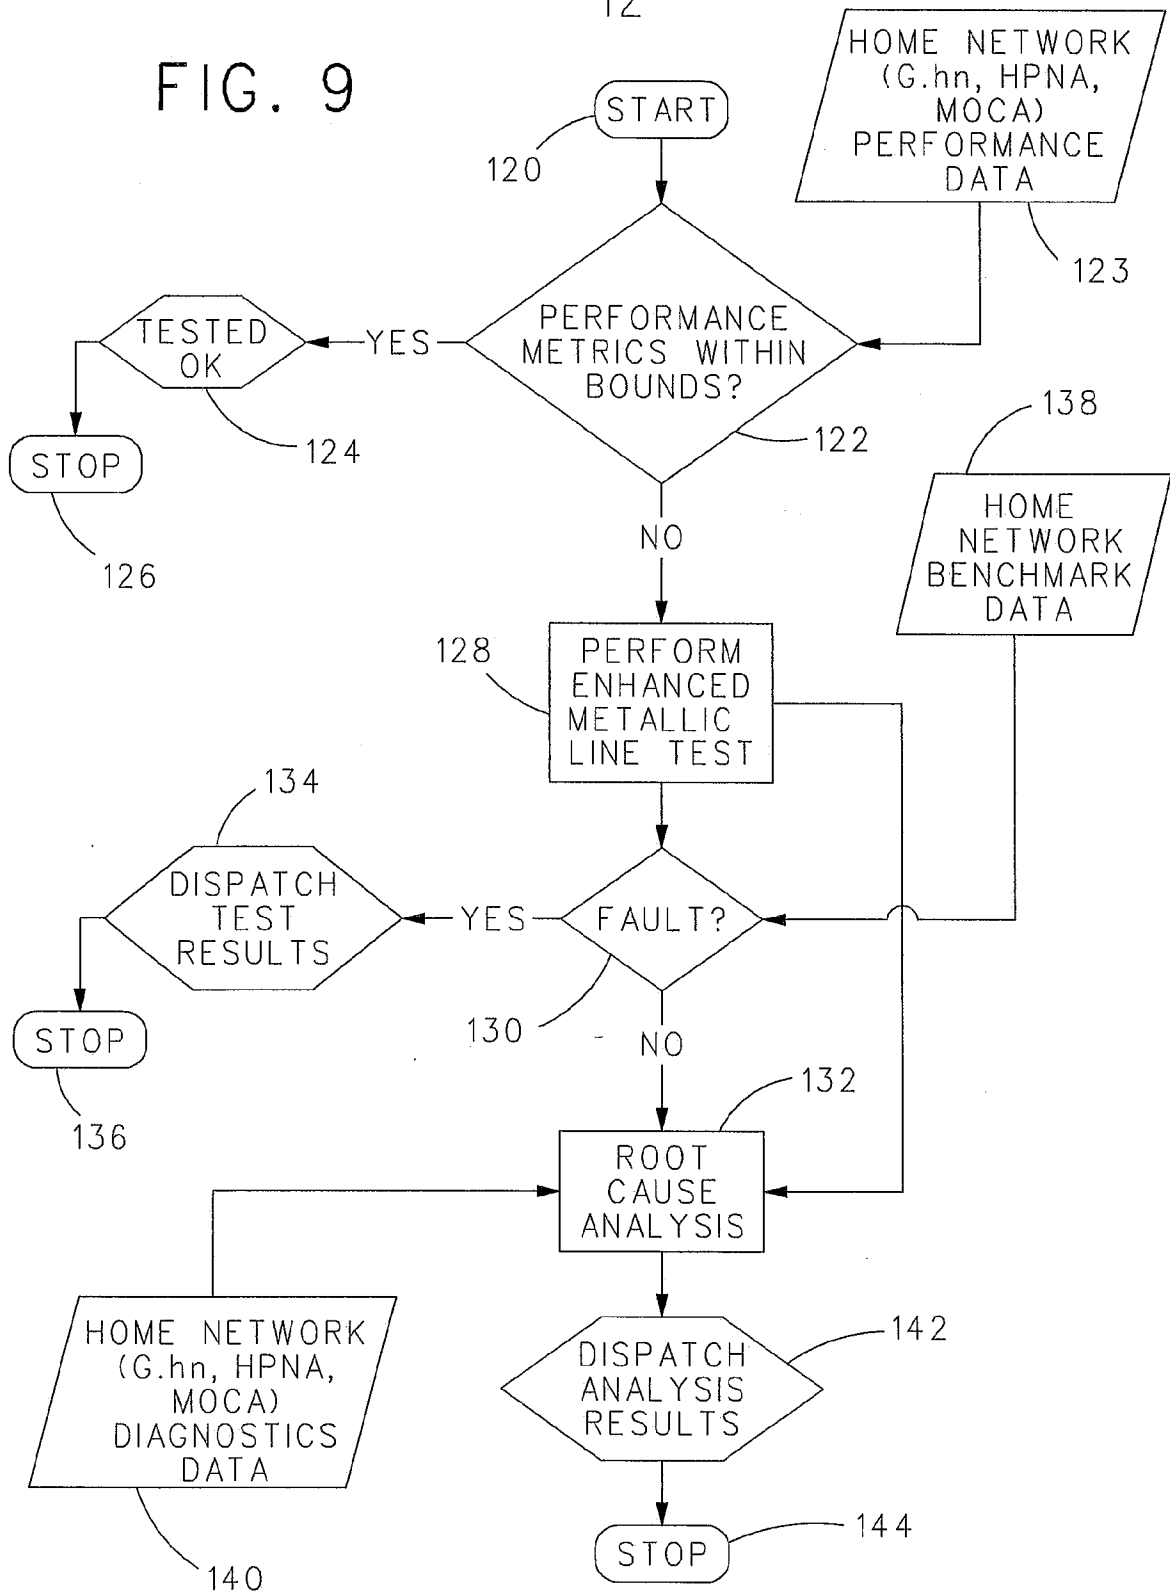 12
FIG. 9
START
120
HOME NETWORK
(G.hn, HPNA,
MOCA)
PERFORMANCE
DATA
123
PERFORMANCE
METRICS WITHIN
BOUNDS?
122
YES
TESTED
OK
124
STOP
126
NO
138
HOME
NETWORK
BENCHMARK
DATA
128
PERFORM
ENHANCED
METALLIC
LINE TEST
134
DISPATCH
TEST
RESULTS
YES
FAULT?
130
STOP
136
NO
132
ROOT
CAUSE
ANALYSIS
HOME NETWORK
(G.hn, HPNA,
MOCA)
DIAGNOSTICS
DATA
140
DISPATCH
ANALYSIS
RESULTS
142
STOP
144